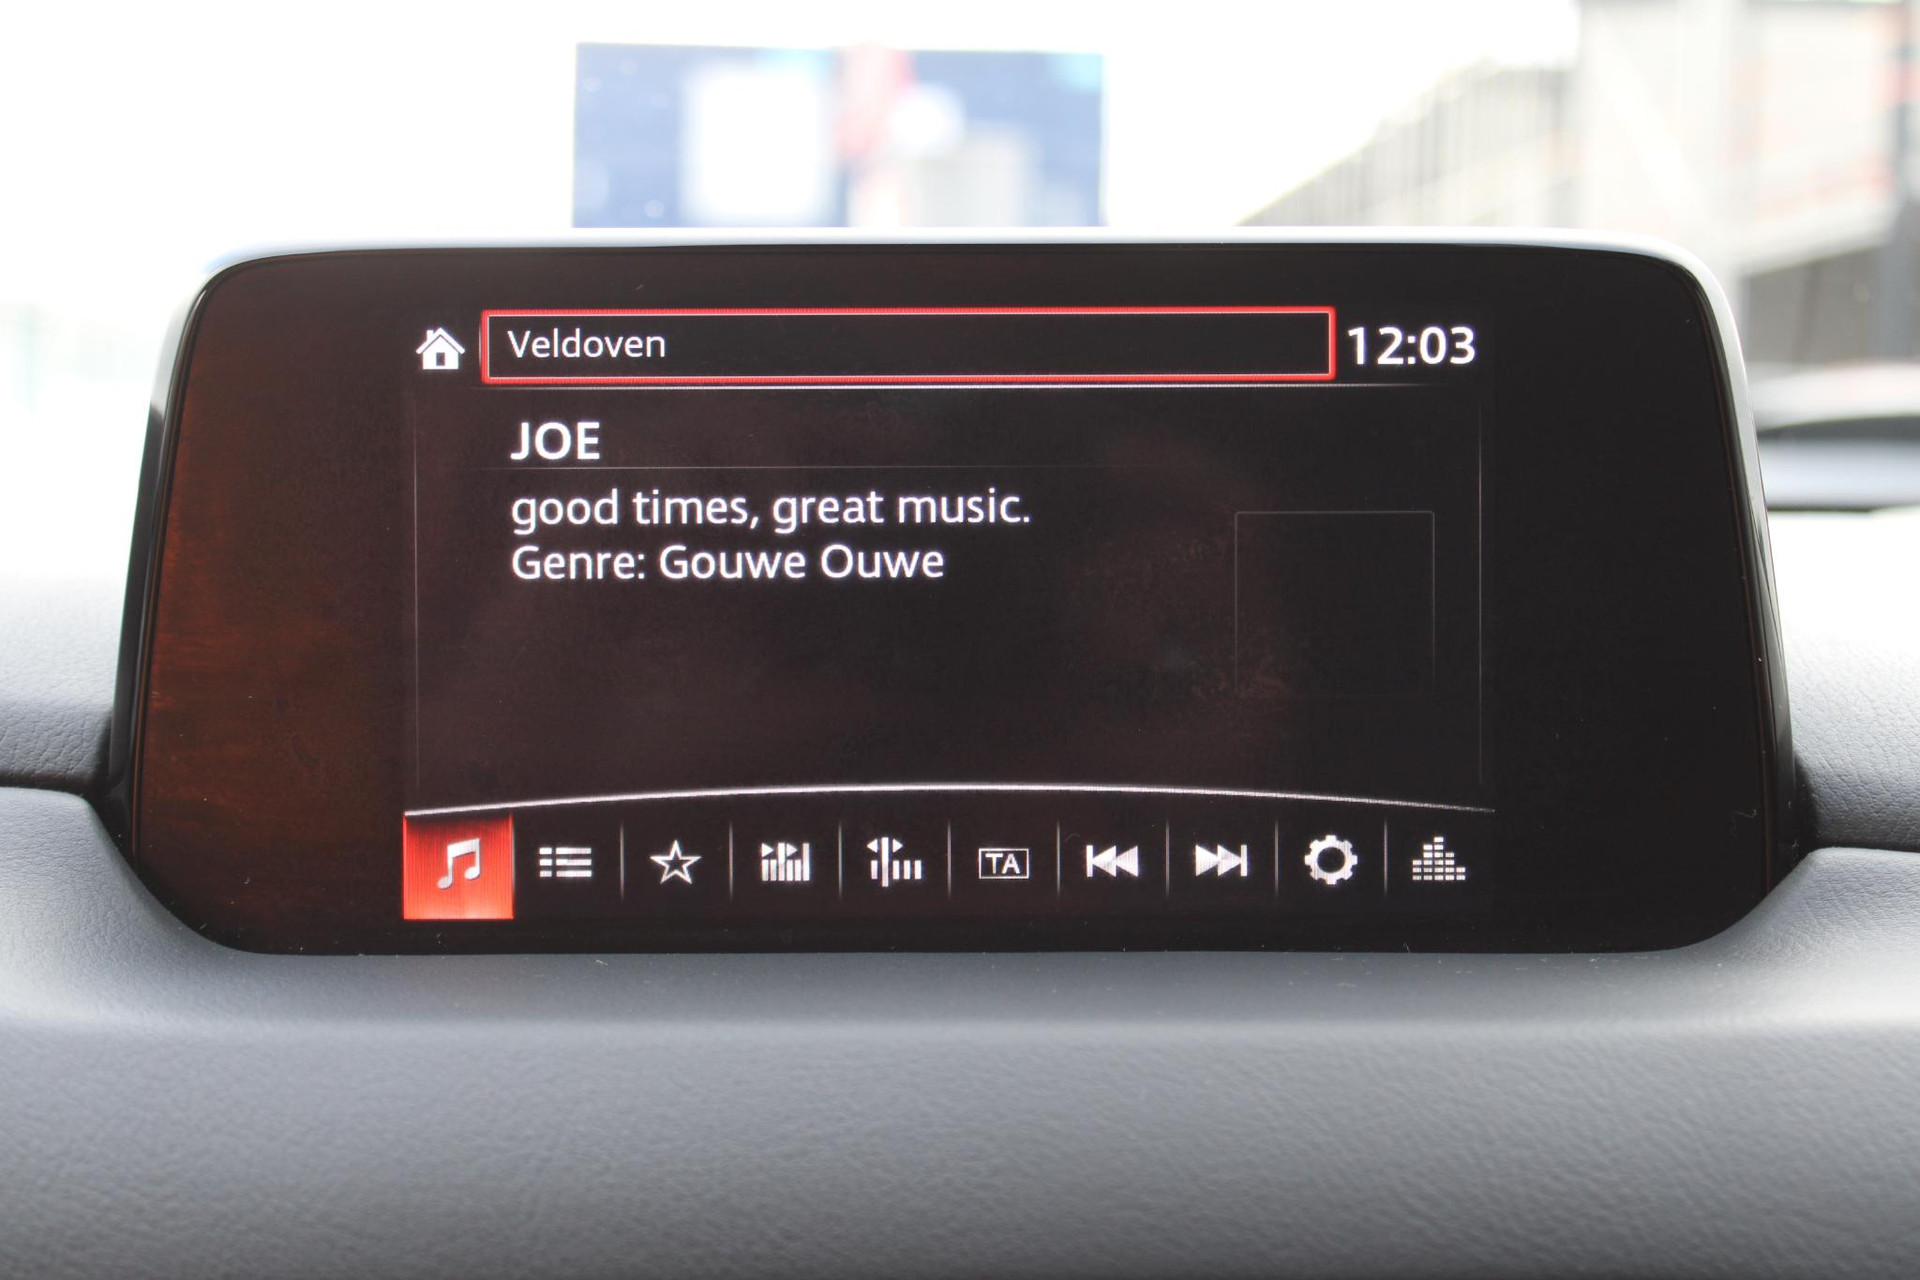 Veldoven
12:03
JOE
good times, great music.
Genre: Gouwe Ouwe
TA